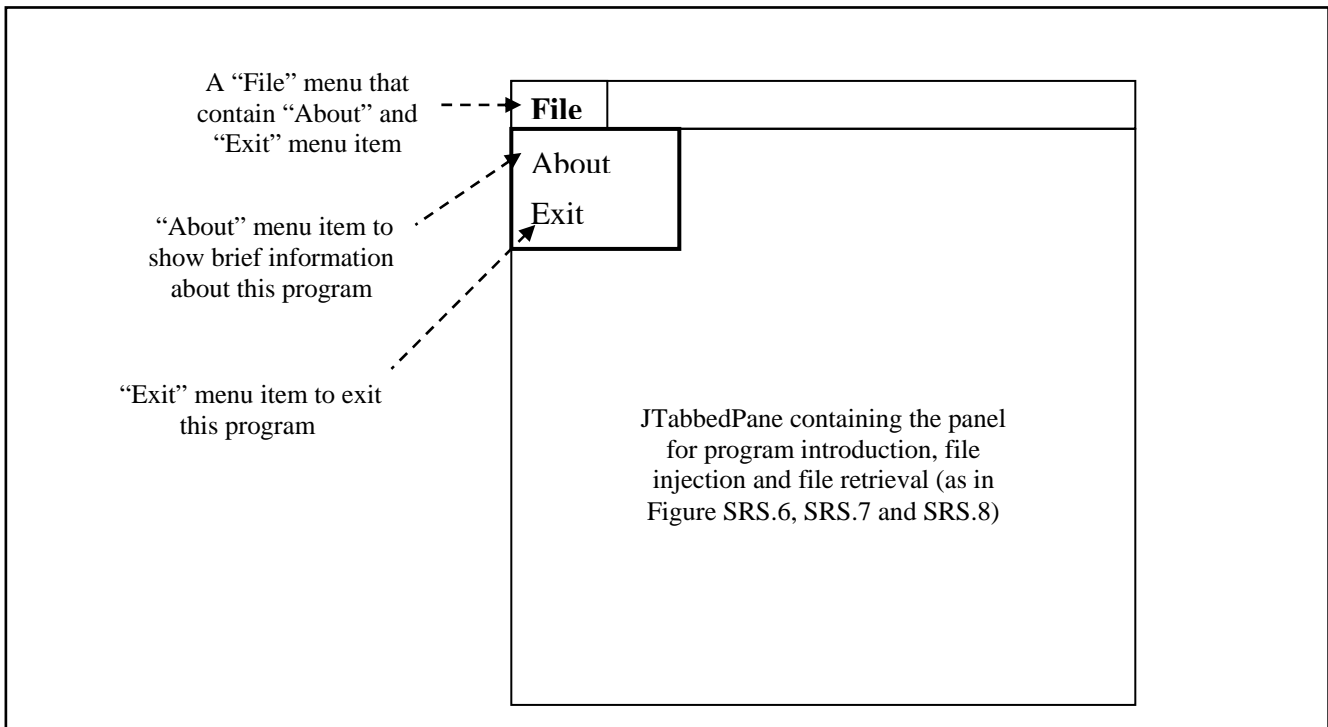 A “File” menu that
contain “About” and
“Exit” menu item
File
About
Exit
“About” menu item to
show brief information
about this program
“Exit” menu item to exit
this program
JTabbedPane containing the panel
for program introduction, file
injection and file retrieval (as in
Figure SRS.6, SRS.7 and SRS.8)